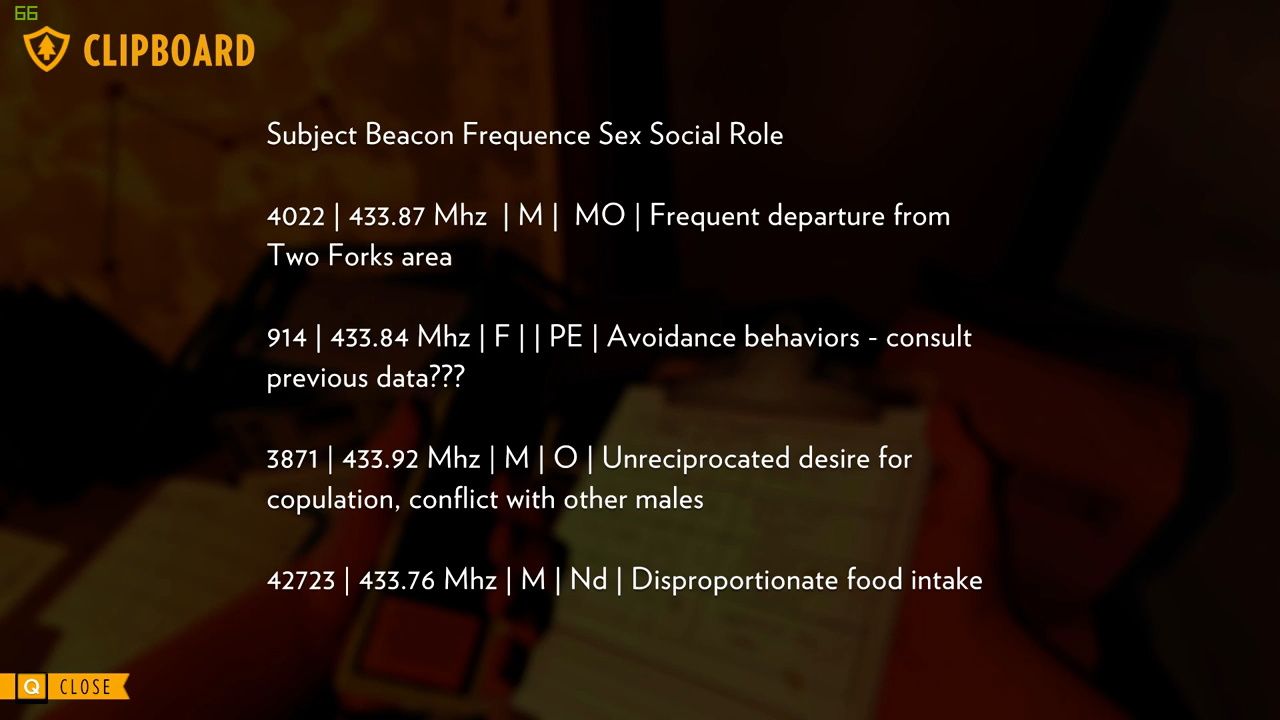 66
CLIPBOARD
Subject Beacon Frequence Sex Social Role
4022 | 433.87 Mhz | M | MO | Frequent departure from
Two Forks area
914 | 433.84 Mhz | F | | PE | Avoidance behaviors - consult
previous data???
3871 | 433.92 Mhz | M | O | Unreciprocated desire for
copulation, conflict with other males
42723 | 433.76 Mhz | M | Nd | Disproportionate food intake
Q CLOSE